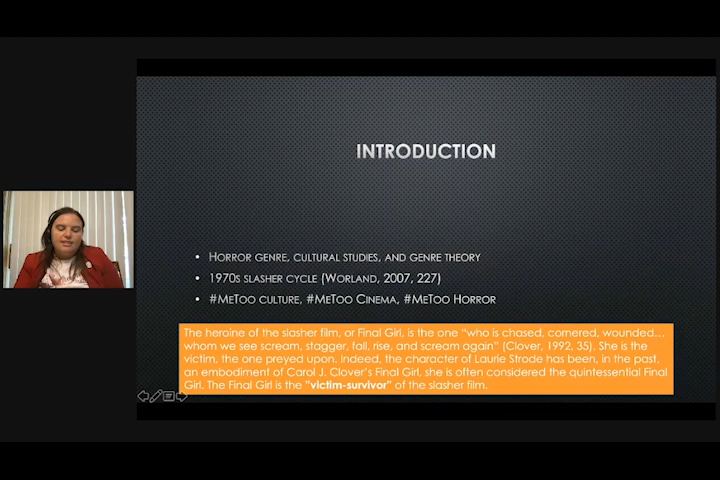 INTRODUCTION
• HORROR GENRE, CULTURAL STUDIES, AND GENRE THEORY
• 1970S SLASHER CYCLE (WORLAND, 2007, 227)
• #METOO CULTURE, #METOO CINEMA, #METOO HORROR
The heroine of the slasher film, or Final Girl, is the one “who is chased, cornered, wounded…
whom we see scream, stagger, fall, rise, and scream again” (Clover, 1992, 35). She is the
victim, the one preyed upon. Indeed, the character of Laurie Strode has been, in the past,
an embodiment of Carol J. Clover’s Final Girl, she is often considered the quintessential Final
Girl. The Final Girl is the "victim-survivor" of the slasher film.